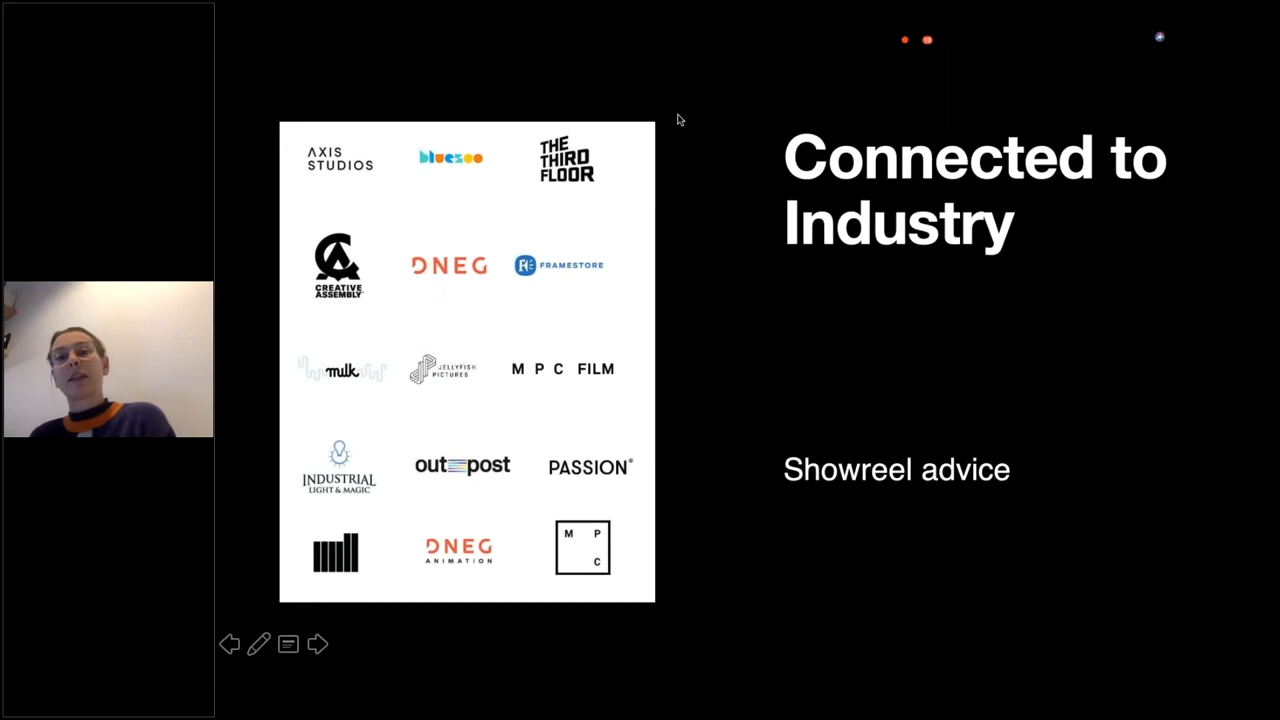 Connected to
Industry
AXIS
STUDIOS
bluezoo
THE
THIRD
FLOOR
CREATIVE
ASSEMBLY
DNEG
FRAMESTORE
milk
JELLYFISH
PICTURES
MPC FILM
INDUSTRIAL
LIGHT & MAGIC
outpost
PASSION
DNEG
ANIMATION
M P
C
Showreel advice